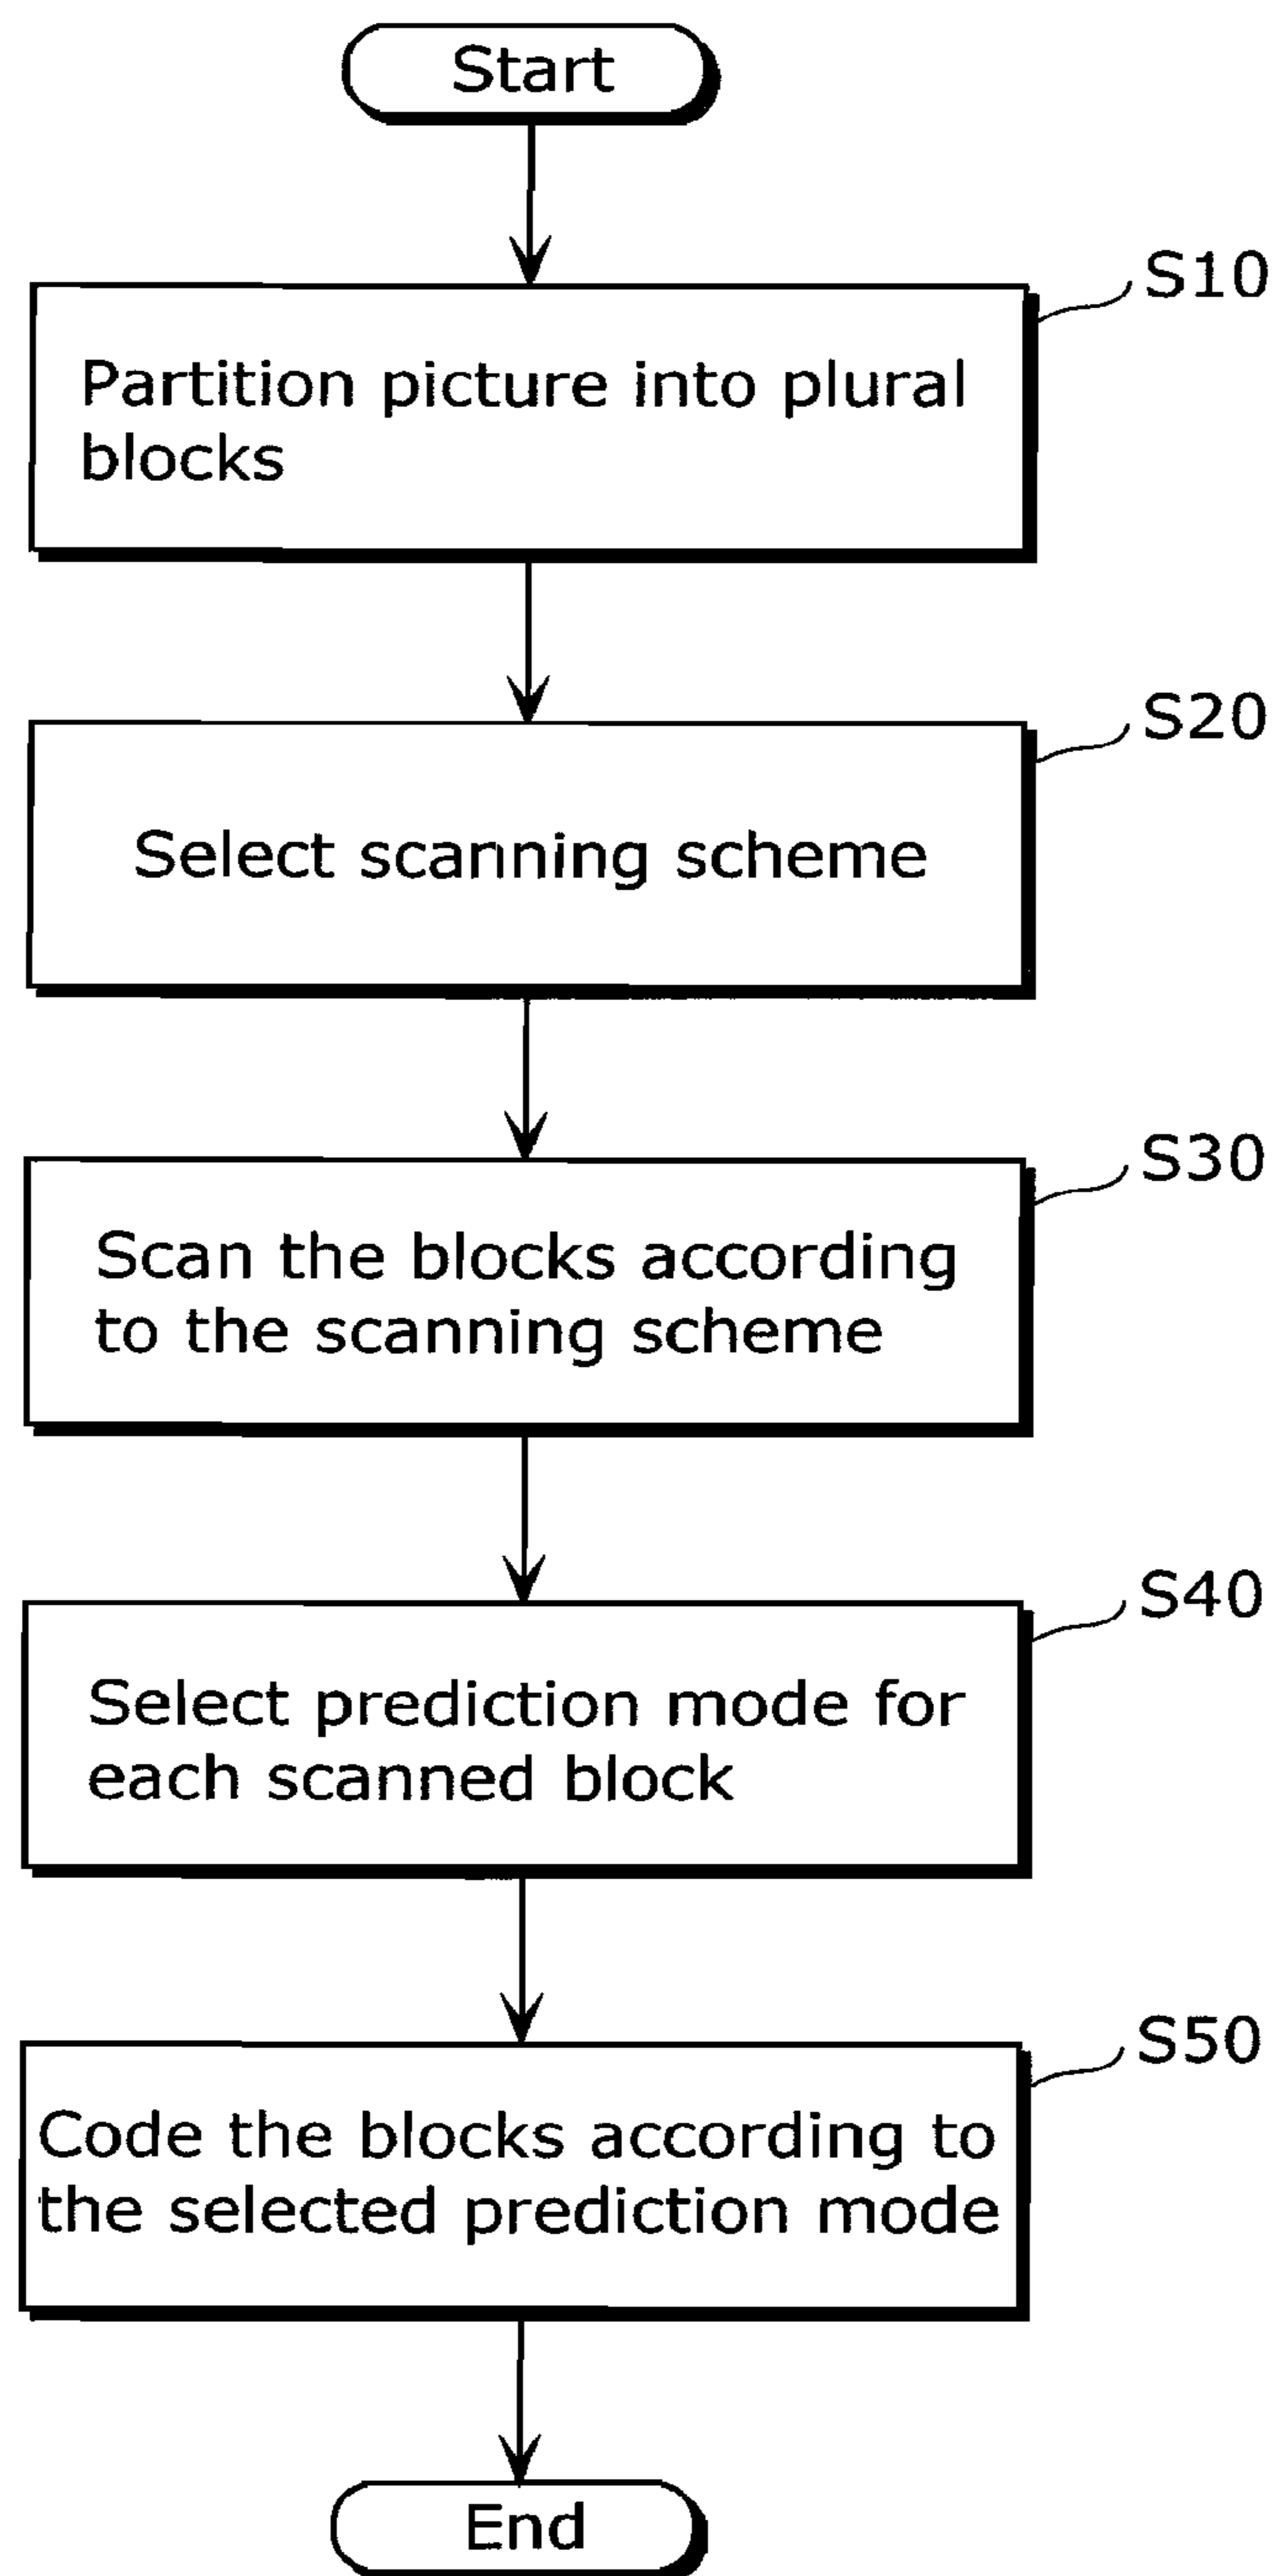 Start
S10
Partition picture into plural
blocks
S20
Select scanning scheme
S30
Scan the blocks according
to the scanning scheme
S40
Select prediction mode for
each scanned block
S50
Code the blocks according to
the selected prediction mode
End